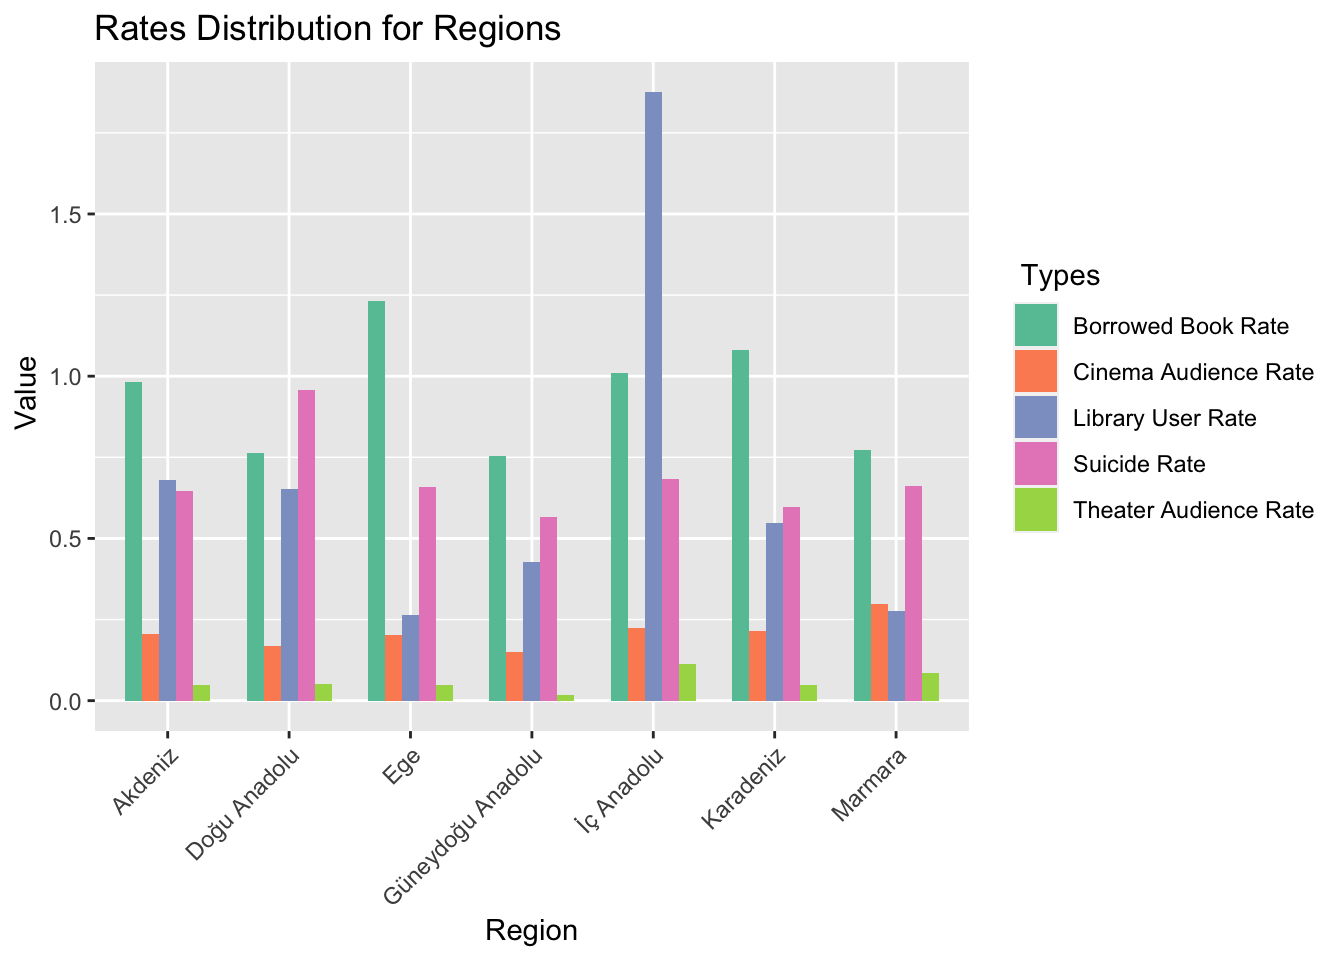 Rates Distribution for Regions
Value
1.5
1.0
0.5
0.0
Akdeniz
Doğu Anadolu
Ege
Güneydoğu Anadolu
İç Anadolu
Karadeniz
Marmara
Region
Types
Borrowed Book Rate
Cinema Audience Rate
Library User Rate
Suicide Rate
Theater Audience Rate